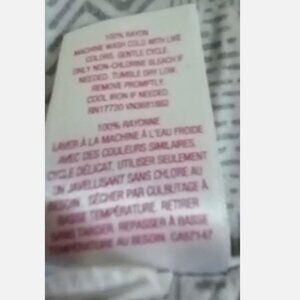 100% RAYON
MACHINE WASH COLD WITH LIKE
COLORS, GENTLE CYCLE.
ONLY NON-CHLORINE BLEACH IF
NEEDED. TUMBLE DRY LOW.
REMOVE PROMPTLY.
COOL IRON IF NEEDED.
RN17730
100% RAYONNE
LAVER À LA MACHINE À L'EAU FROIDE
AVEC DES COULEURS SIMILAIRES,
CYCLE DÉLICAT, UTILISER SEULEMENT
UN JAVELLISANT SANS CHLORE AU
BESOIN. SÉCHER PAR CULBUTAGE À
BASSE TEMPÉRATURE. RETIRER
SANS TARDER. REPASSER À BASSE
TEMPÉRATURE AU BESOIN. CA57147